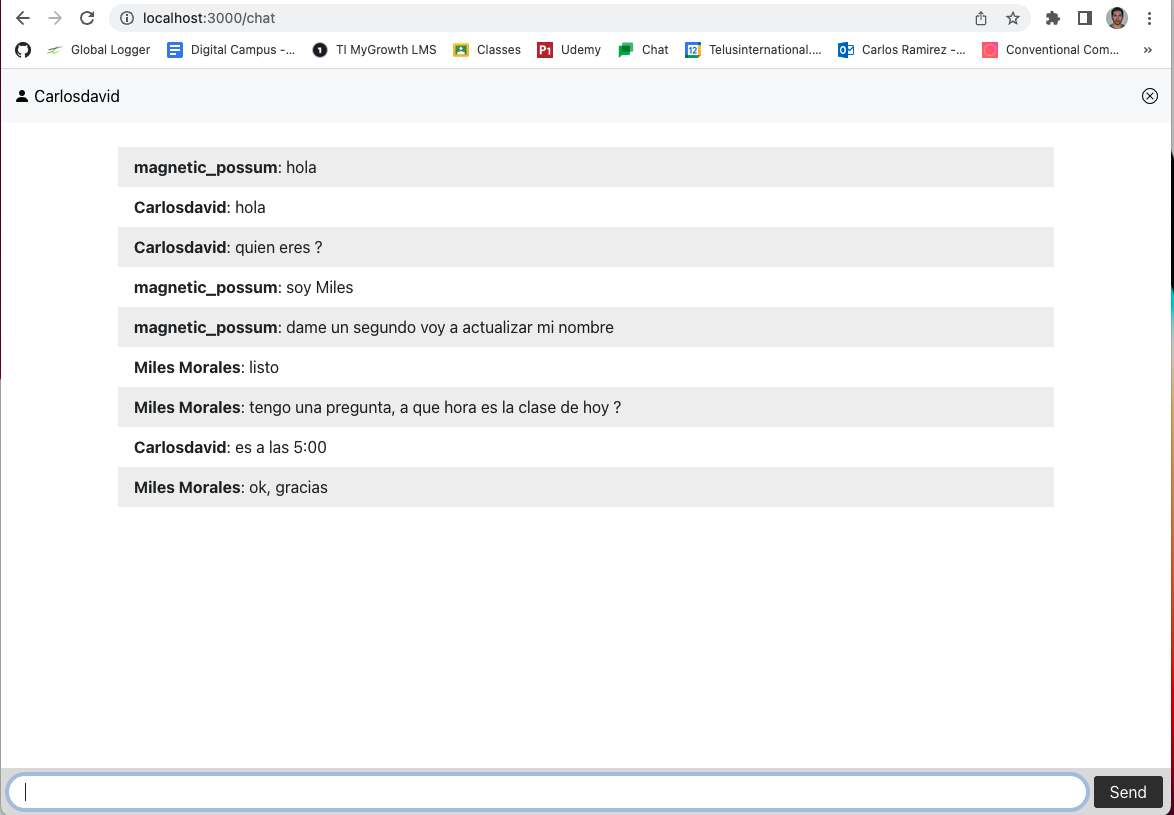 localhost:3000/chat
Global Logger Digital Campus -... TI MyGrowth LMS Classes P1 Udemy Chat 12 Telusinternational.... Carlos Ramirez -... Conventional Com... »
Carlosdavid
magnetic_possum: hola
Carlosdavid: hola
Carlosdavid: quien eres ?
magnetic_possum: soy Miles
magnetic_possum: dame un segundo voy a actualizar mi nombre
Miles Morales: listo
Miles Morales: tengo una pregunta, a que hora es la clase de hoy ?
Carlosdavid: es a las 5:00
Miles Morales: ok, gracias
Send